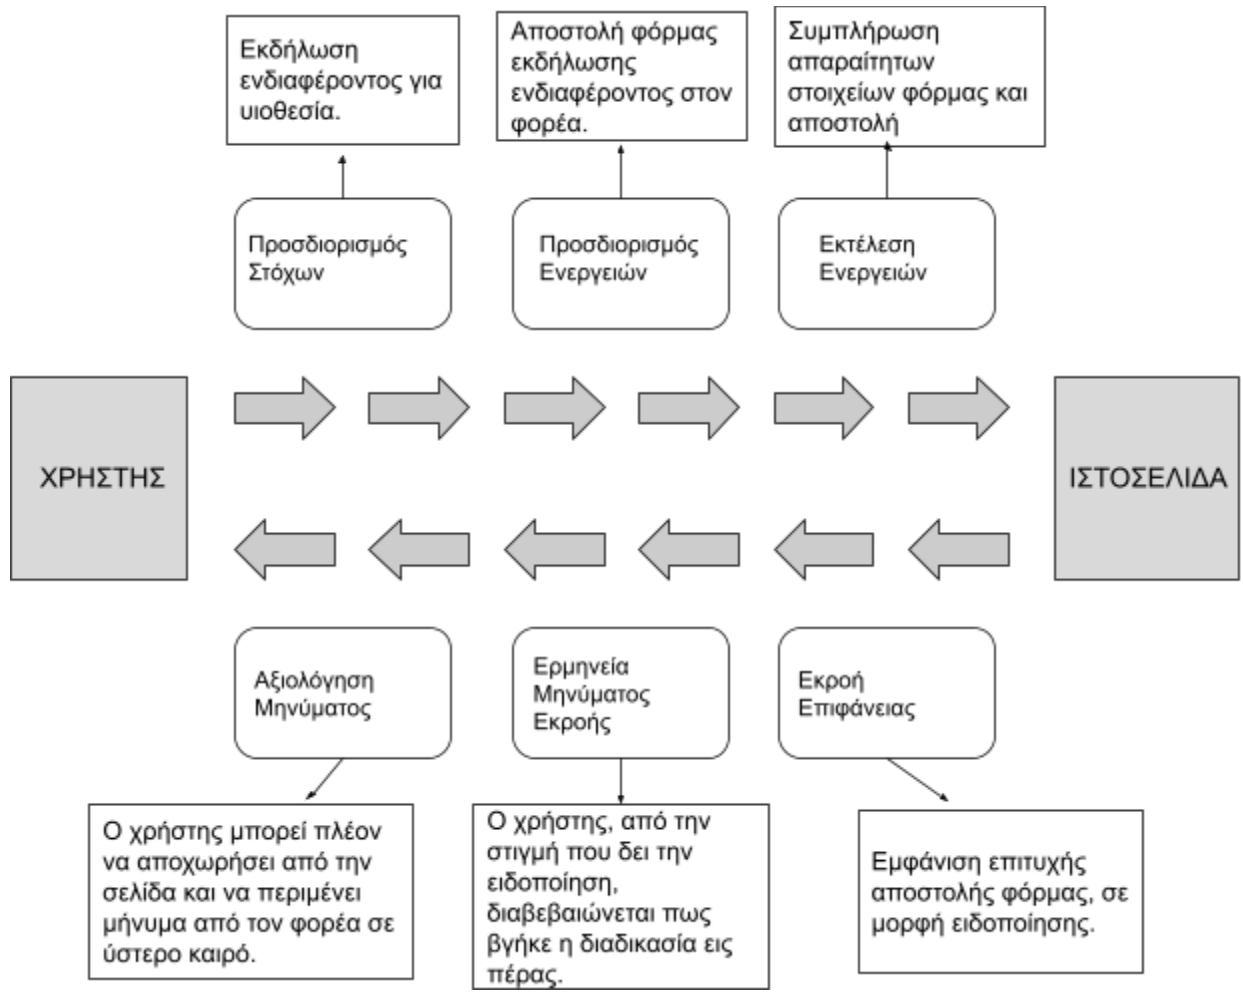 Εκδήλωση
ενδιαφέροντος για
υιοθεσία.
Αποστολή φόρμας
εκδήλωσης
ενδιαφέροντος στον
φορέα.
Συμπλήρωση
απαραίτητων
στοιχείων φόρμας και
αποστολή
Προσδιορισμός
Στόχων
Προσδιορισμός
Ενεργειών
Εκτέλεση
Ενεργειών
ΧΡΗΣΤΗΣ
ΙΣΤΟΣΕΛΙΔΑ
Αξιολόγηση
Μηνύματος
Ερμηνεία
Μηνύματος
Εκροής
Εκροή
Επιφάνειας
Ο χρήστης μπορεί πλέον
να αποχωρήσει από την
σελίδα και να περιμένει
μήνυμα από τον φορέα σε
ύστερο καιρό.
Ο χρήστης, από την
στιγμή που δει την
ειδοποίηση,
διαβεβαιώνεται πως
βγήκε η διαδικασία εις
πέρας.
Εμφάνιση επιτυχής
αποστολής φόρμας, σε
μορφή ειδοποίησης.